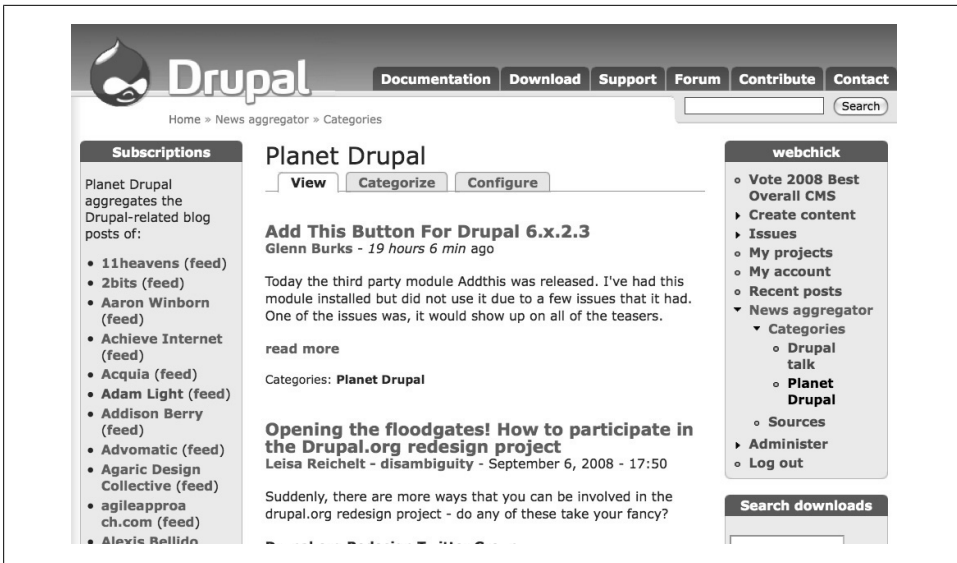 Drupal
Documentation
Download
Support
Forum
Contribute
Contact
Search
Home » News aggregator » Categories
Subscriptions
Planet Drupal
aggregates the
Drupal-related blog
posts of:
11heavens (feed)
2bits (feed)
Aaron Winborn
(feed)
Achieve Internet
(feed)
Acquia (feed)
Adam Light (feed)
Addison Berry
(feed)
Advomatic (feed)
Agaric Design
Collective (feed)
agileapproa
ch.com (feed)
Alexis Bellido
Planet Drupal
View
Categorize
Configure
Add This Button For Drupal 6.x.2.3
Glenn Burks - 19 hours 6 min ago
Today the third party module Addthis was released. I've had this
module installed but did not use it due to a few issues that it had.
One of the issues was, it would show up on all of the teasers.
read more
Categories: Planet Drupal
Opening the floodgates! How to participate in
the Drupal.org redesign project
Leisa Reichelt - disambiguity - September 6, 2008 - 17:50
Suddenly, there are more ways that you can be involved in the
drupal.org redesign project - do any of these take your fancy?
webchick
Vote 2008 Best
Overall CMS
Create content
Issues
My projects
My account
Recent posts
News aggregator
Categories
Drupal
talk
Planet
Drupal
Sources
Administer
Log out
Search downloads